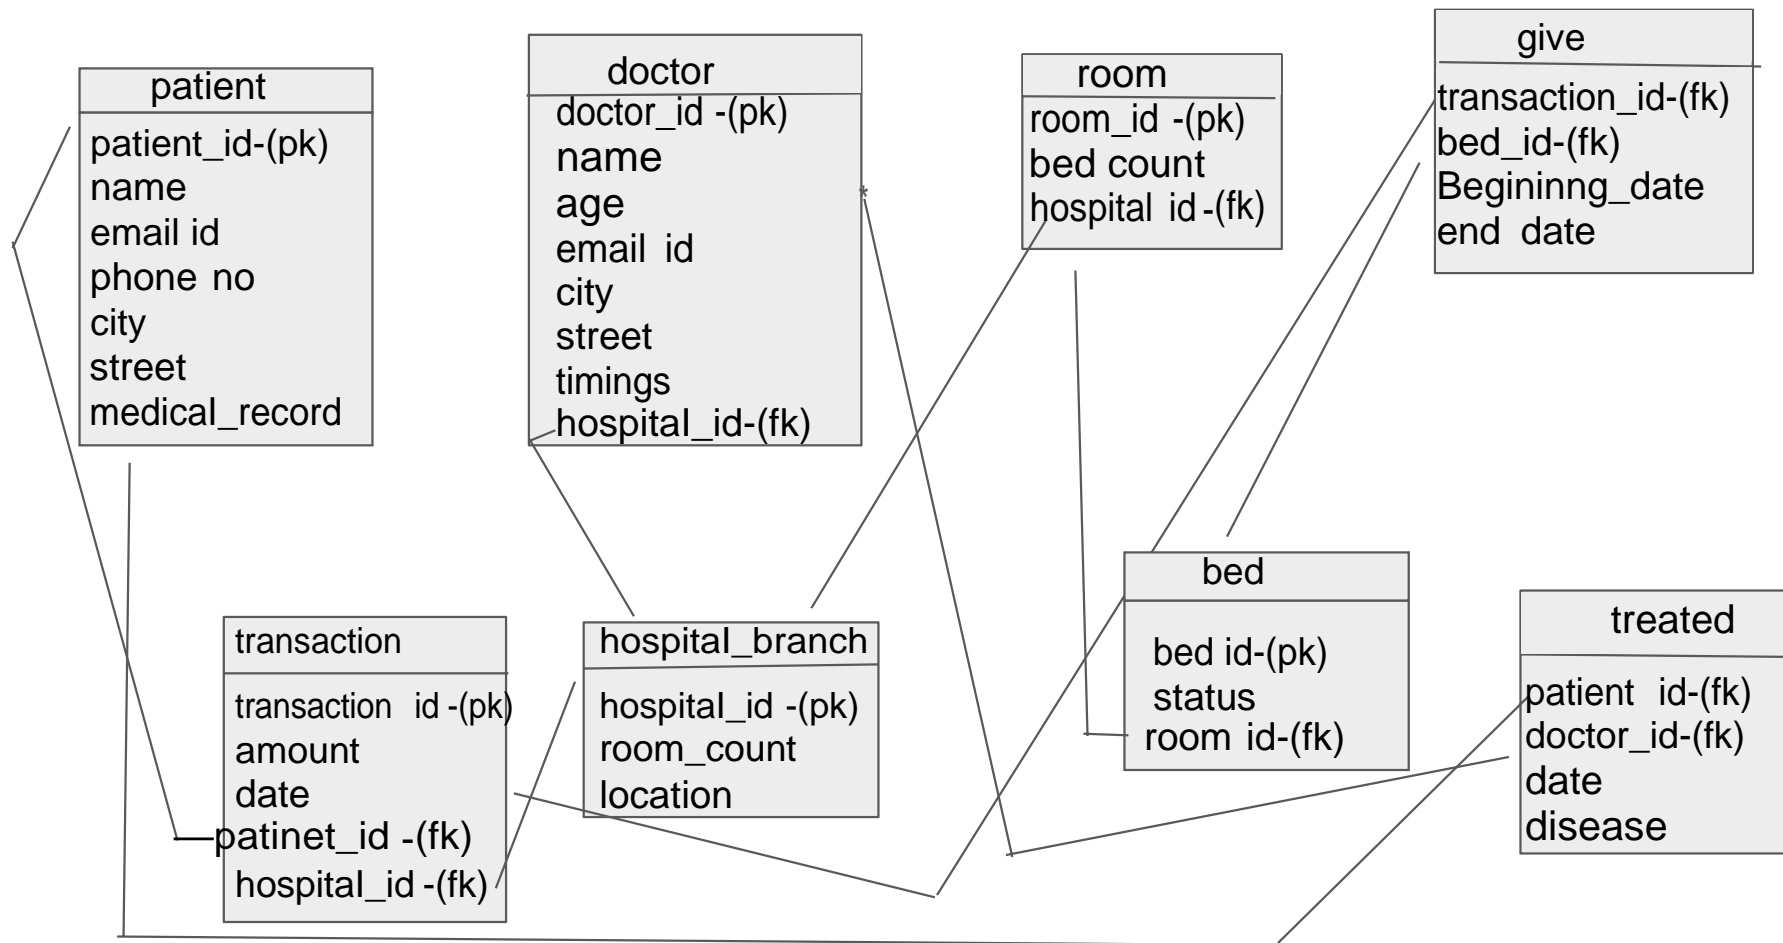 patient
patient_id-(pk)
name
email id
phone no
city
street
medical_record
doctor
doctor_id -(pk)
name
age
email id
city
street
timings
hospital_id-(fk)
*
room
room_id -(pk)
bed count
hospital id -(fk)
give
transaction_id-(fk)
bed_id-(fk)
Begininng_date
end date
transaction
transaction id -(pk)
amount
date
patinet_id -(fk)
hospital_id -(fk)
hospital_branch
hospital_id -(pk)
room_count
location
bed
bed id-(pk)
status
room id-(fk)
treated
patient id-(fk)
doctor_id-(fk)
date
disease